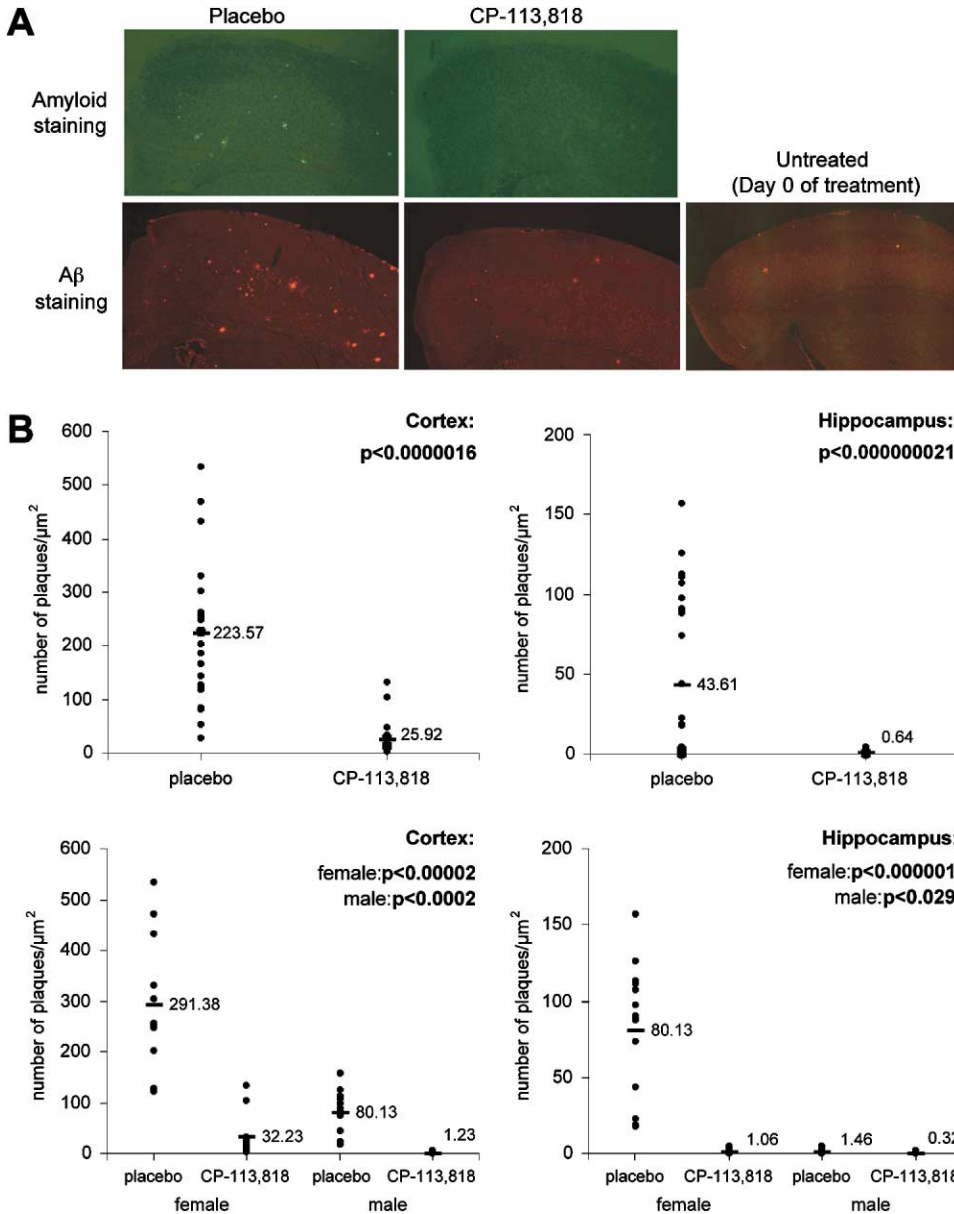 A
Placebo
CP-113,818
Amyloid
staining
Untreated
(Day 0 of treatment)
Aβ
staining
B
Cortex:
p<0.0000016
number of plaques/µm²
600
500
400
300
200
100
0
223.57
25.92
placebo
CP-113,818
Hippocampus:
p<0.000000021
number of plaques/µm²
200
150
100
50
0
43.61
0.64
placebo
CP-113,818
Cortex:
female:p<0.00002
male:p<0.0002
number of plaques/µm²
600
500
400
300
200
100
0
291.38
32.23
80.13
1.23
placebo
CP-113,818
placebo
CP-113,818
female
male
Hippocampus:
female:p<0.000001
male:p<0.029
number of plaques/µm²
200
150
100
50
0
80.13
1.06
1.46
0.32
placebo
CP-113,818
placebo
CP-113,818
female
male